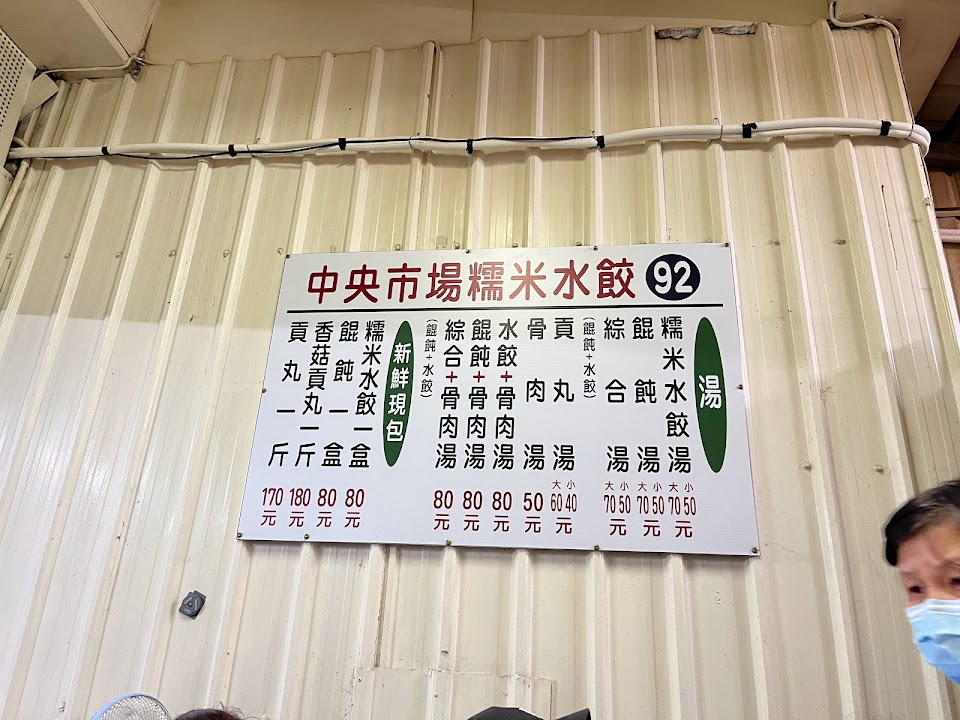 中央市場糯米水餃 92
湯
糯米水餃湯 大70 小50元
餛飩湯 大70 小50元
綜合湯 大70 小50元
(餛飩+水餃)
貢丸湯 大60 小40元
骨肉湯 50元
水餃+骨肉湯 80元
餛飩+骨肉湯 80元
綜合+骨肉湯 80元
(餛飩+水餃)
新鮮現包
糯米水餃一盒 80元
餛飩一盒 80元
香菇貢丸一斤 180元
貢丸一斤 170元